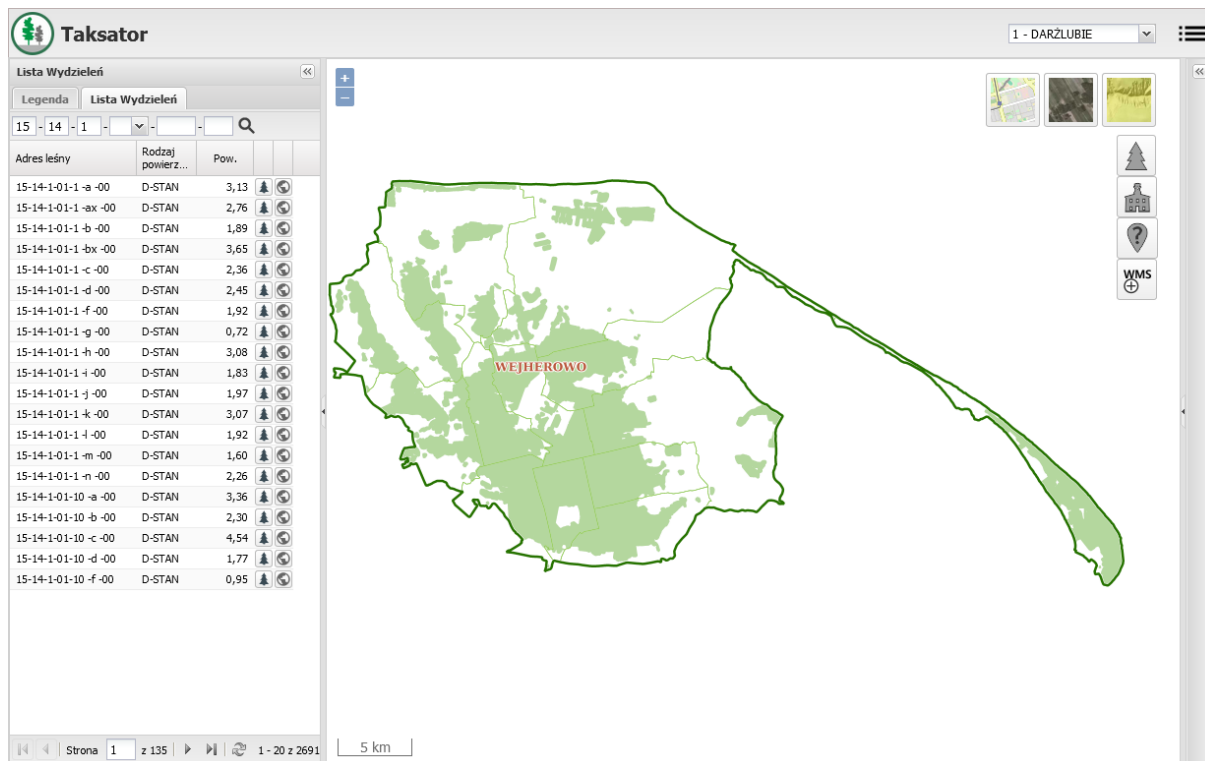 Taksator
1 - DARŻLUBIE
Lista Wydzieleń
Legenda Lista Wydzieleń
15 - 14 - 1 - - -
Adres leśny Rodzaj powierz... Pow.
15-14-1-01-1 -a -00 D-STAN 3,13
15-14-1-01-1 -ax -00 D-STAN 2,76
15-14-1-01-1 -b -00 D-STAN 1,89
15-14-1-01-1 -bx -00 D-STAN 3,65
15-14-1-01-1 -c -00 D-STAN 2,36
15-14-1-01-1 -d -00 D-STAN 2,45
15-14-1-01-1 -f -00 D-STAN 1,92
15-14-1-01-1 -g -00 D-STAN 0,72
15-14-1-01-1 -h -00 D-STAN 3,08
15-14-1-01-1 -i -00 D-STAN 1,83
15-14-1-01-1 -j -00 D-STAN 1,97
15-14-1-01-1 -k -00 D-STAN 3,07
15-14-1-01-1 -l -00 D-STAN 1,92
15-14-1-01-1 -m -00 D-STAN 1,60
15-14-1-01-1 -n -00 D-STAN 2,26
15-14-1-01-10 -a -00 D-STAN 3,36
15-14-1-01-10 -b -00 D-STAN 2,30
15-14-1-01-10 -c -00 D-STAN 4,54
15-14-1-01-10 -d -00 D-STAN 1,77
15-14-1-01-10 -f -00 D-STAN 0,95
Strona 1 z 135 1 - 20 z 2691
WMS
WEJHEROWO
5 km